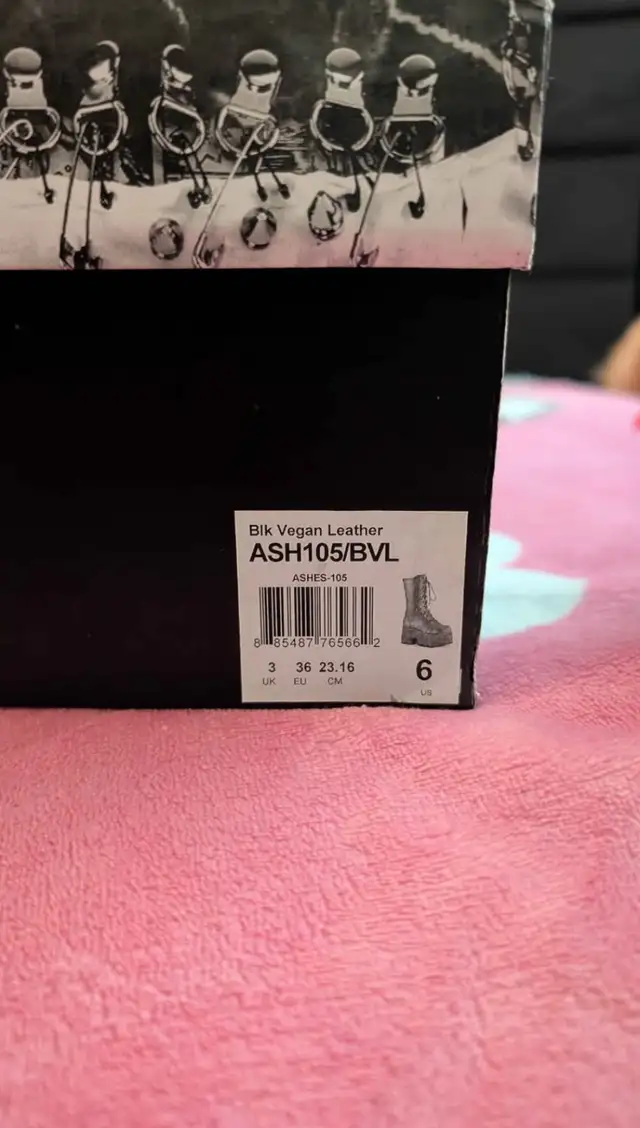 Blk Vegan Leather
ASH105/BVL
ASHES-105
8 85487 76566 2
3 36 23.16 6
UK EU CM US